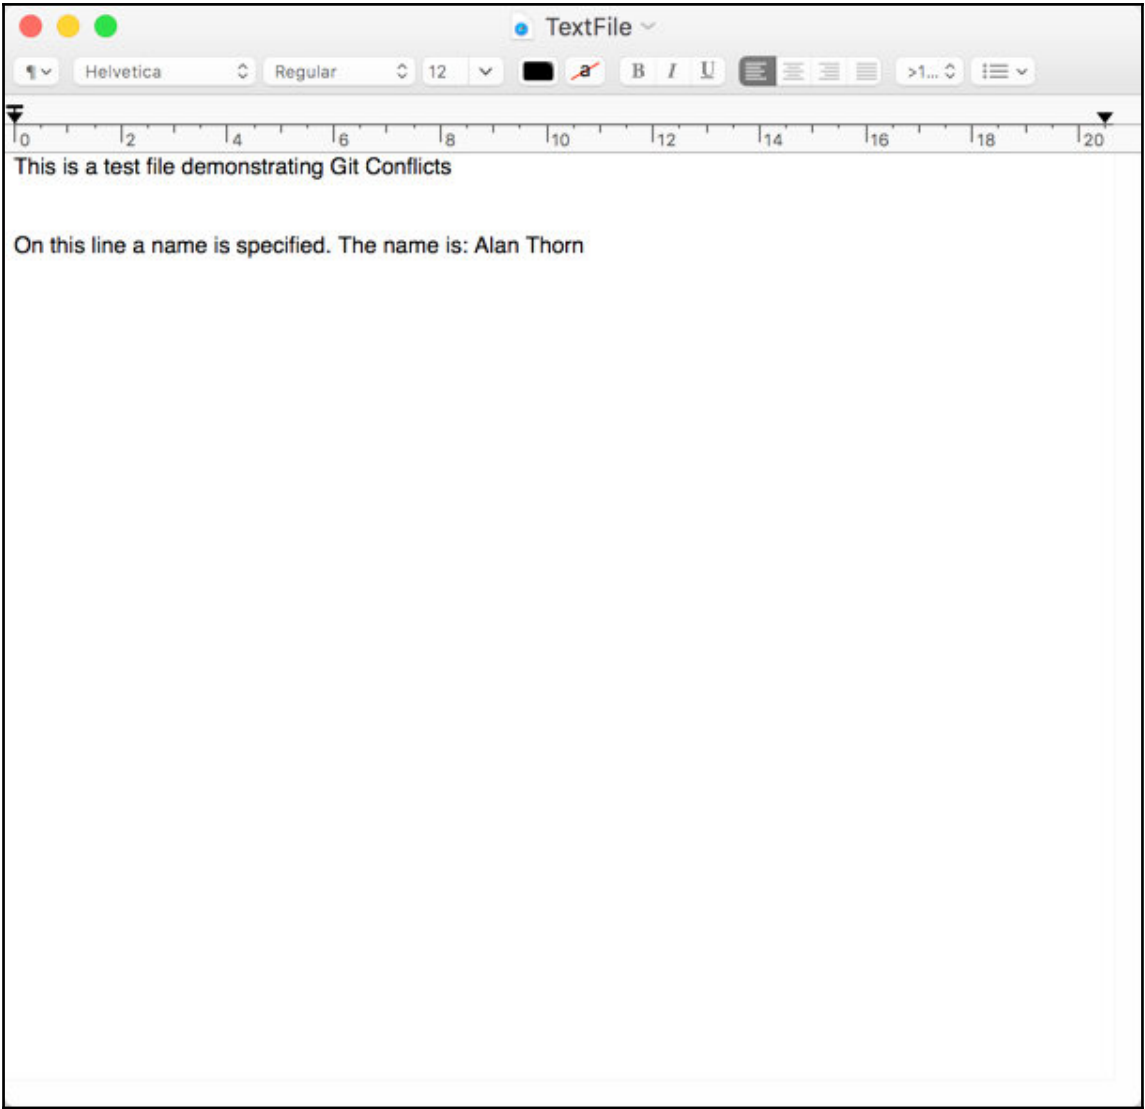 TextFile
¶ Helvetica Regular 12 a B I U >1...
0 2 4 6 8 10 12 14 16 18 20
This is a test file demonstrating Git Conflicts
On this line a name is specified. The name is: Alan Thorn